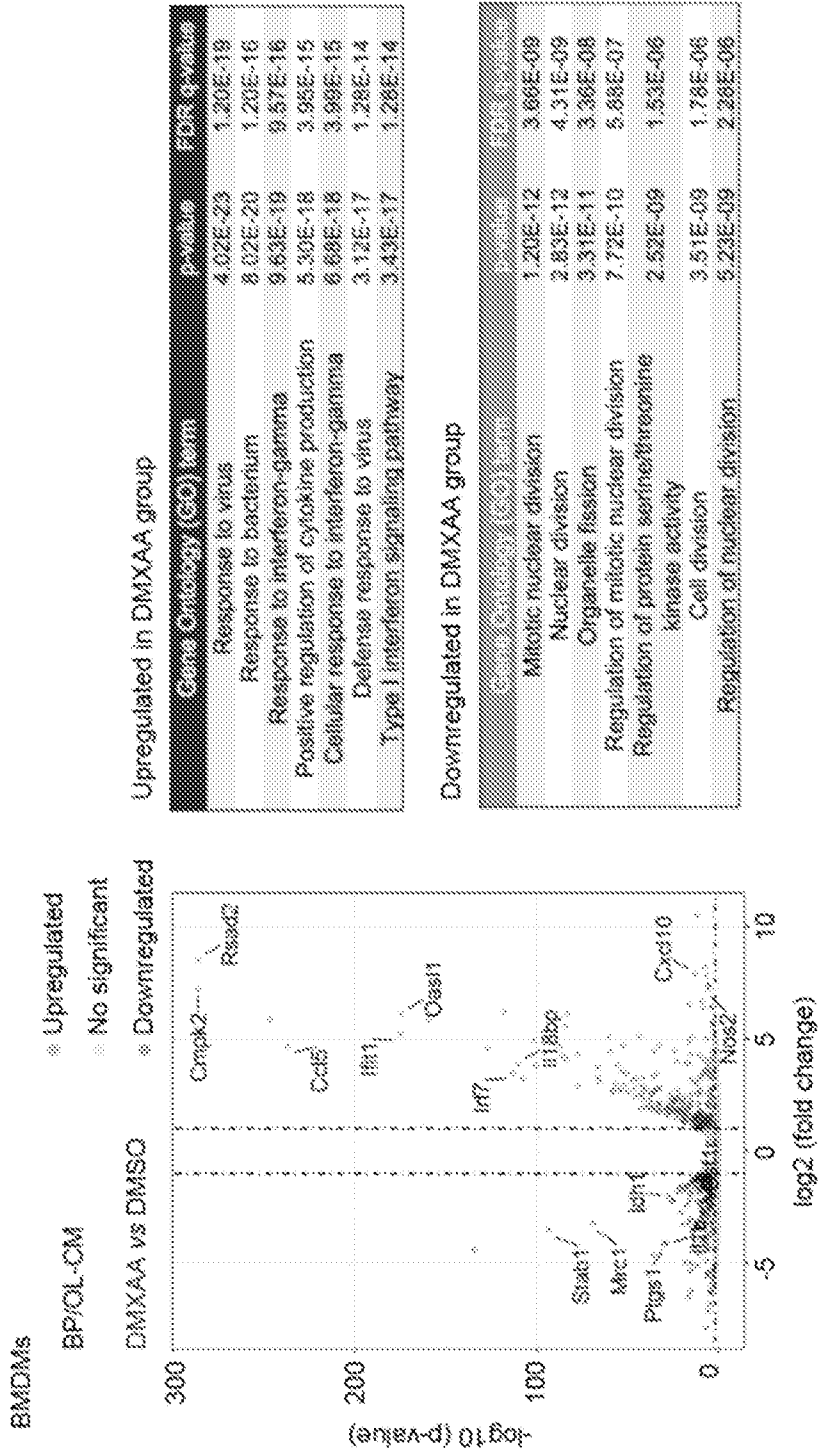 BMDMs
BP/OL-CM
DMXAA vs DMSO
Upregulated
No significant
Downregulated
-log10 (p-value)
300
200
100
0
Cmpk2
Rsad2
Ccl5
Ifit1
Oasl1
Irf7
Il18bp
Cxcl10
Nos2
Stab1
Mrc1
Ptgs1
Idh1
-5
0
5
10
log2 (fold change)
Upregulated in DMXAA group
Gene Ontology (GO) term p-value FDR q-value
Response to virus 4.02E-23 1.20E-19
Response to bacterium 8.02E-20 1.20E-16
Response to interferon-gamma 9.63E-19 9.57E-16
Positive regulation of cytokine production 5.30E-18 3.95E-15
Cellular response to interferon-gamma 6.68E-18 3.99E-15
Defense response to virus 3.12E-17 1.28E-14
Type I interferon signaling pathway 3.43E-17 1.28E-14
Downregulated in DMXAA group
Gene Ontology (GO) term
Mitotic nuclear division 1.20E-12 3.66E-09
Nuclear division 2.83E-12 4.31E-09
Organelle fission 3.31E-11 3.36E-08
Regulation of mitotic nuclear division 7.72E-10 5.88E-07
Regulation of protein serine/threonine
kinase activity 2.52E-09 1.53E-06
Cell division 3.51E-09 1.78E-06
Regulation of nuclear division 5.23E-09 2.28E-06